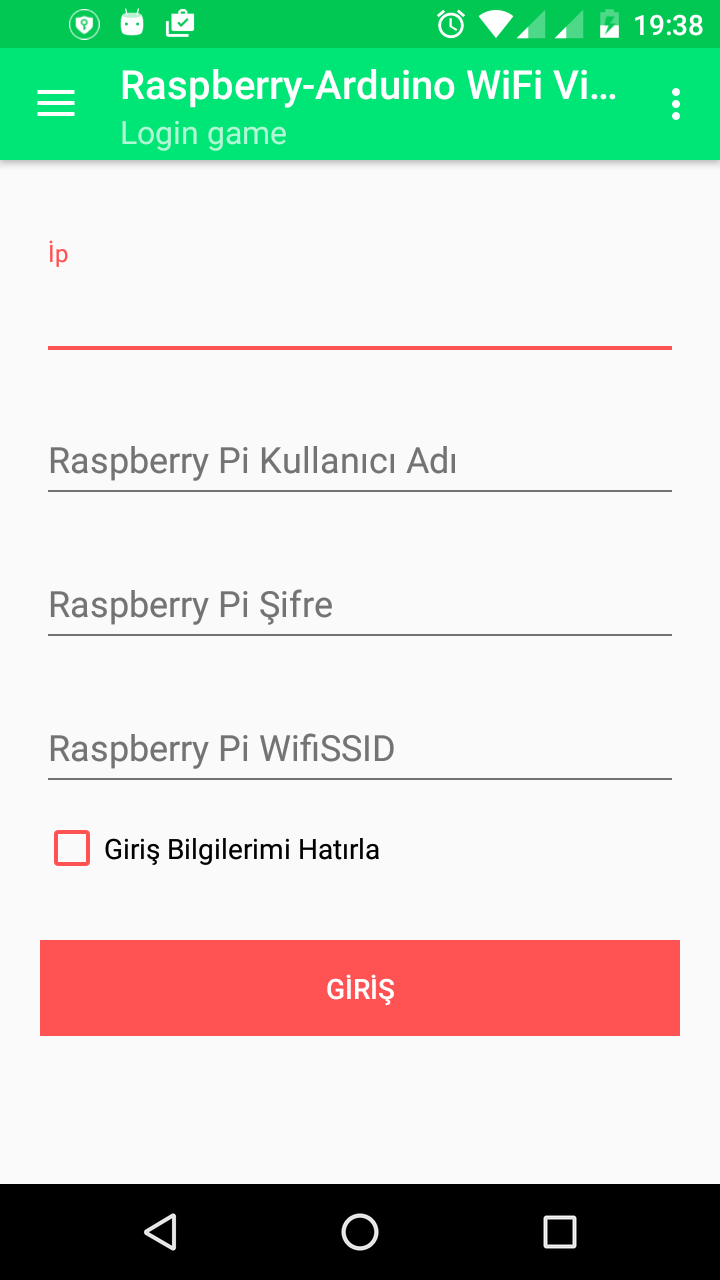 19:38
Raspberry-Arduino WiFi Vi...
Login game
İp
Raspberry Pi Kullanıcı Adı
Raspberry Pi Şifre
Raspberry Pi WifiSSID
Giriş Bilgilerimi Hatırla
GİRİŞ